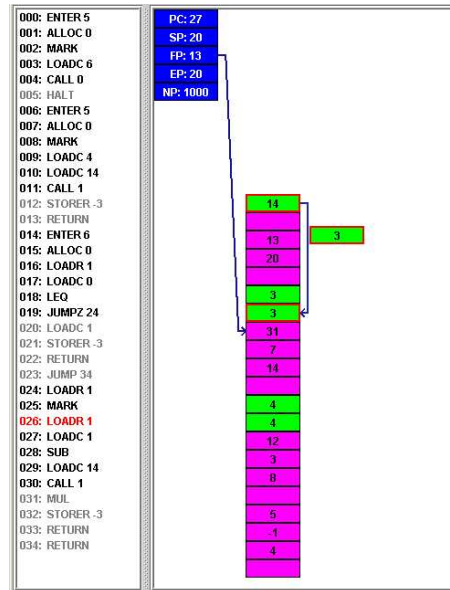 000: ENTER 5
001: ALLOC 0
002: MARK
003: LOADC 6
004: CALL 0
005: HALT
006: ENTER 5
007: ALLOC 0
008: MARK
009: LOADC 4
010: LOADC 14
011: CALL 1
012: STORER -3
013: RETURN
014: ENTER 6
015: ALLOC 0
016: LOADR 1
017: LOADC 0
018: LEQ
019: JUMPZ 24
020: LOADC 1
021: STORER -3
022: RETURN
023: JUMP 34
024: LOADR 1
025: MARK
026: LOADR 1
027: LOADC 1
028: SUB
029: LOADC 14
030: CALL 1
031: MUL
032: STORER -3
033: RETURN
034: RETURN
PC: 27
SP: 20
FP: 13
EP: 20
NP: 1000
14
3
13
20
3
3
31
7
14
4
4
12
3
8
5
-1
4